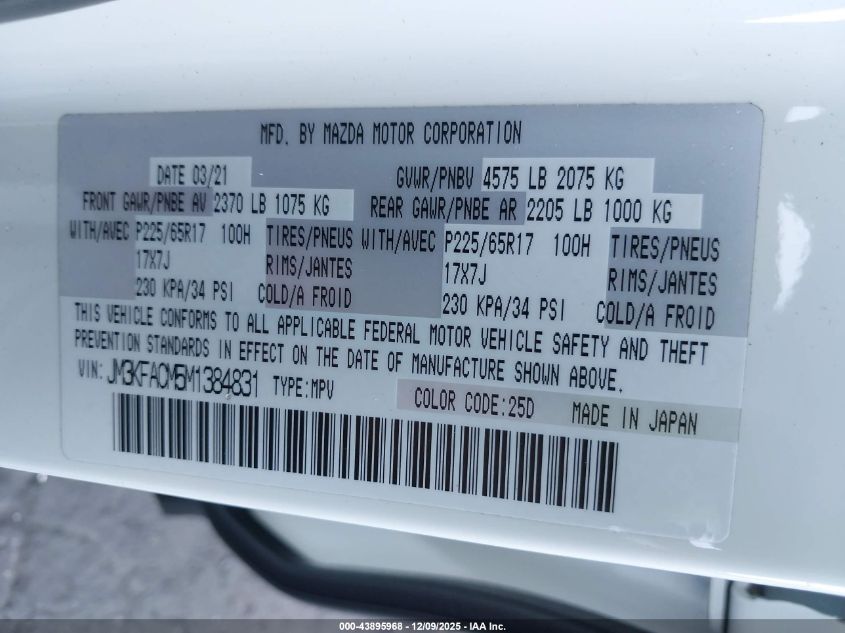 MFD. BY MAZDA MOTOR CORPORATION
DATE 03/21 GVWR/PNBV 4575 LB 2075 KG
FRONT GAWR/PNBE AV 2370 LB 1075 KG REAR GAWR/PNBE AR 2205 LB 1000 KG
WITH/AVEC P225/65R17 100H TIRES/PNEUS WITH/AVEC P225/65R17 100H TIRES/PNEUS
17X7J RIMS/JANTES 17X7J RIMS/JANTES
230 KPA/34 PSI COLD/A FROID 230 KPA/34 PSI COLD/A FROID
THIS VEHICLE CONFORMS TO ALL APPLICABLE FEDERAL MOTOR VEHICLE SAFETY AND THEFT
PREVENTION STANDARDS IN EFFECT ON THE DATE OF MANUFACTURE SHOWN ABOVE.
VIN: JM3KFACM5M1384831 TYPE:MPV COLOR CODE:25D MADE IN JAPAN
000-43895968 - 12/09/2025 - IAA Inc.